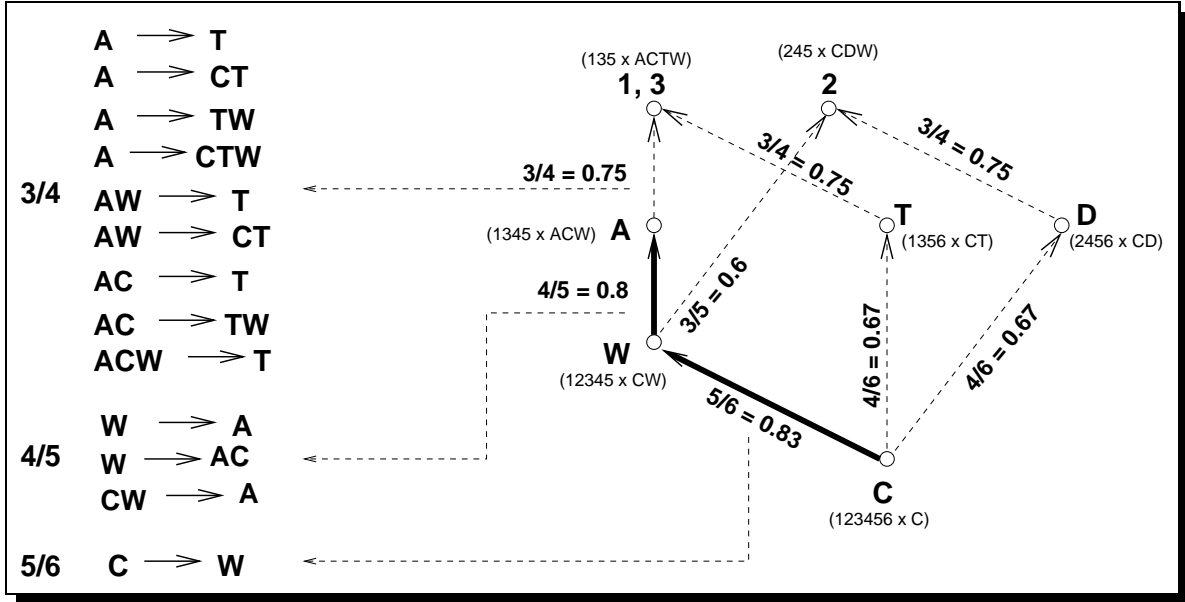 A → T
A → CT
A → TW
A → CTW
3/4
AW → T
AW → CT
AC → T
AC → TW
ACW → T
4/5
W → A
W → AC
CW → A
5/6
C → W
(135 x ACTW)
1, 3
(245 x CDW)
2
3/4 = 0.75
3/4 = 0.75
3/4 = 0.75
(1345 x ACW) A
T
(1356 x CT)
D
(2456 x CD)
4/5 = 0.8
3/5 = 0.6
4/6 = 0.67
4/6 = 0.67
W
(12345 x CW)
5/6 = 0.83
C
(123456 x C)